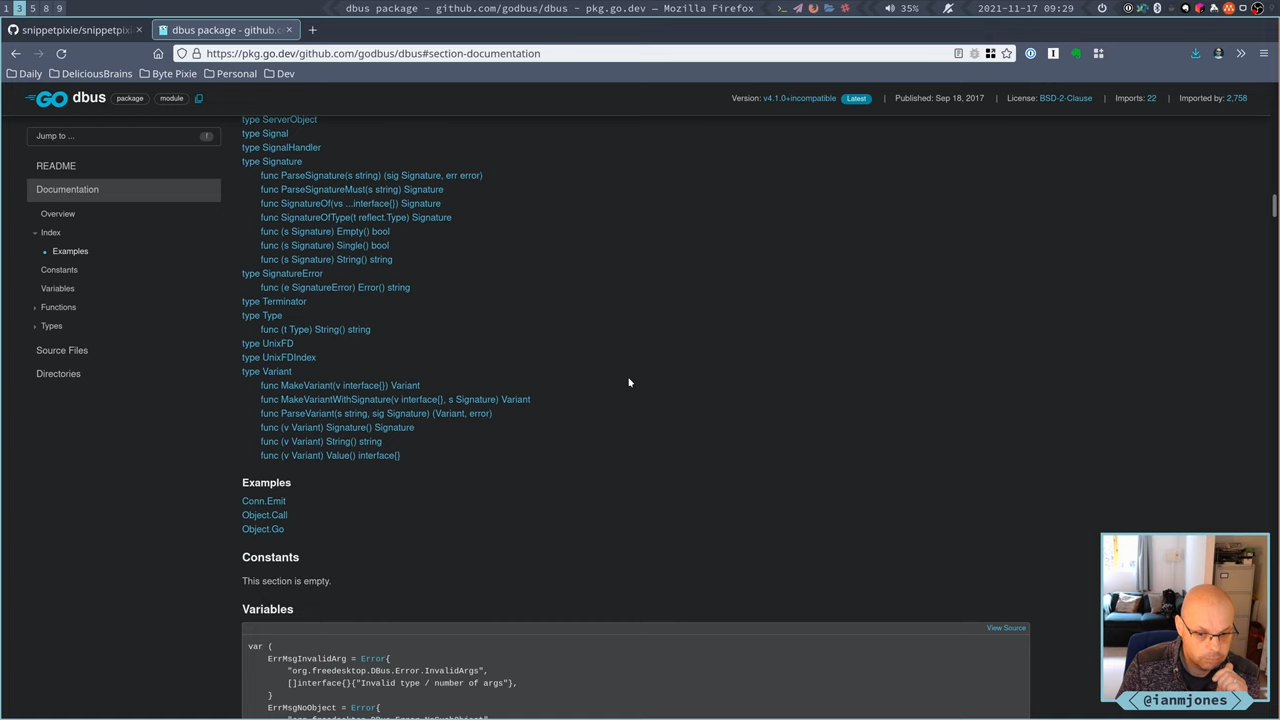 1 3 5 8 9
dbus package - github.com/godbus/dbus - pkg.go.dev — Mozilla Firefox
35%
2021-11-17 09:29
snippetpixie/snippetpix
dbus package - github.c
https://pkg.go.dev/github.com/godbus/dbus#section-documentation
Daily
DeliciousBrains
Byte Pixie
Personal
Dev
GO
dbus
package
module
Version: v4.1.0+incompatible
Latest
Published: Sep 18, 2017
License: BSD-2-Clause
Imports: 22
Imported by: 2,758
Jump to ...
f
README
Documentation
Overview
Index
Examples
Constants
Variables
Functions
Types
Source Files
Directories
type ServerObject
type Signal
type SignalHandler
type Signature
func ParseSignature(s string) (sig Signature, err error)
func ParseSignatureMust(s string) Signature
func SignatureOf(vs ...interface{}) Signature
func SignatureOfType(t reflect.Type) Signature
func (s Signature) Empty() bool
func (s Signature) Single() bool
func (s Signature) String() string
type SignatureError
func (e SignatureError) Error() string
type Terminator
type Type
func (t Type) String() string
type UnixFD
type UnixFDIndex
type Variant
func MakeVariant(v interface{}) Variant
func MakeVariantWithSignature(v interface{}, s Signature) Variant
func ParseVariant(s string, sig Signature) (Variant, error)
func (v Variant) Signature() Signature
func (v Variant) String() string
func (v Variant) Value() interface{}
Examples
Conn.Emit
Object.Call
Object.Go
Constants
This section is empty.
Variables
View Source
var (
ErrMsgInvalidArg = Error{
"org.freedesktop.DBus.Error.InvalidArgs",
[]interface{}{"Invalid type / number of args"},
}
ErrMsgNoObject = Error{
"org.freedesktop.DBus.Error.NoSuchObject",
@ianmjones